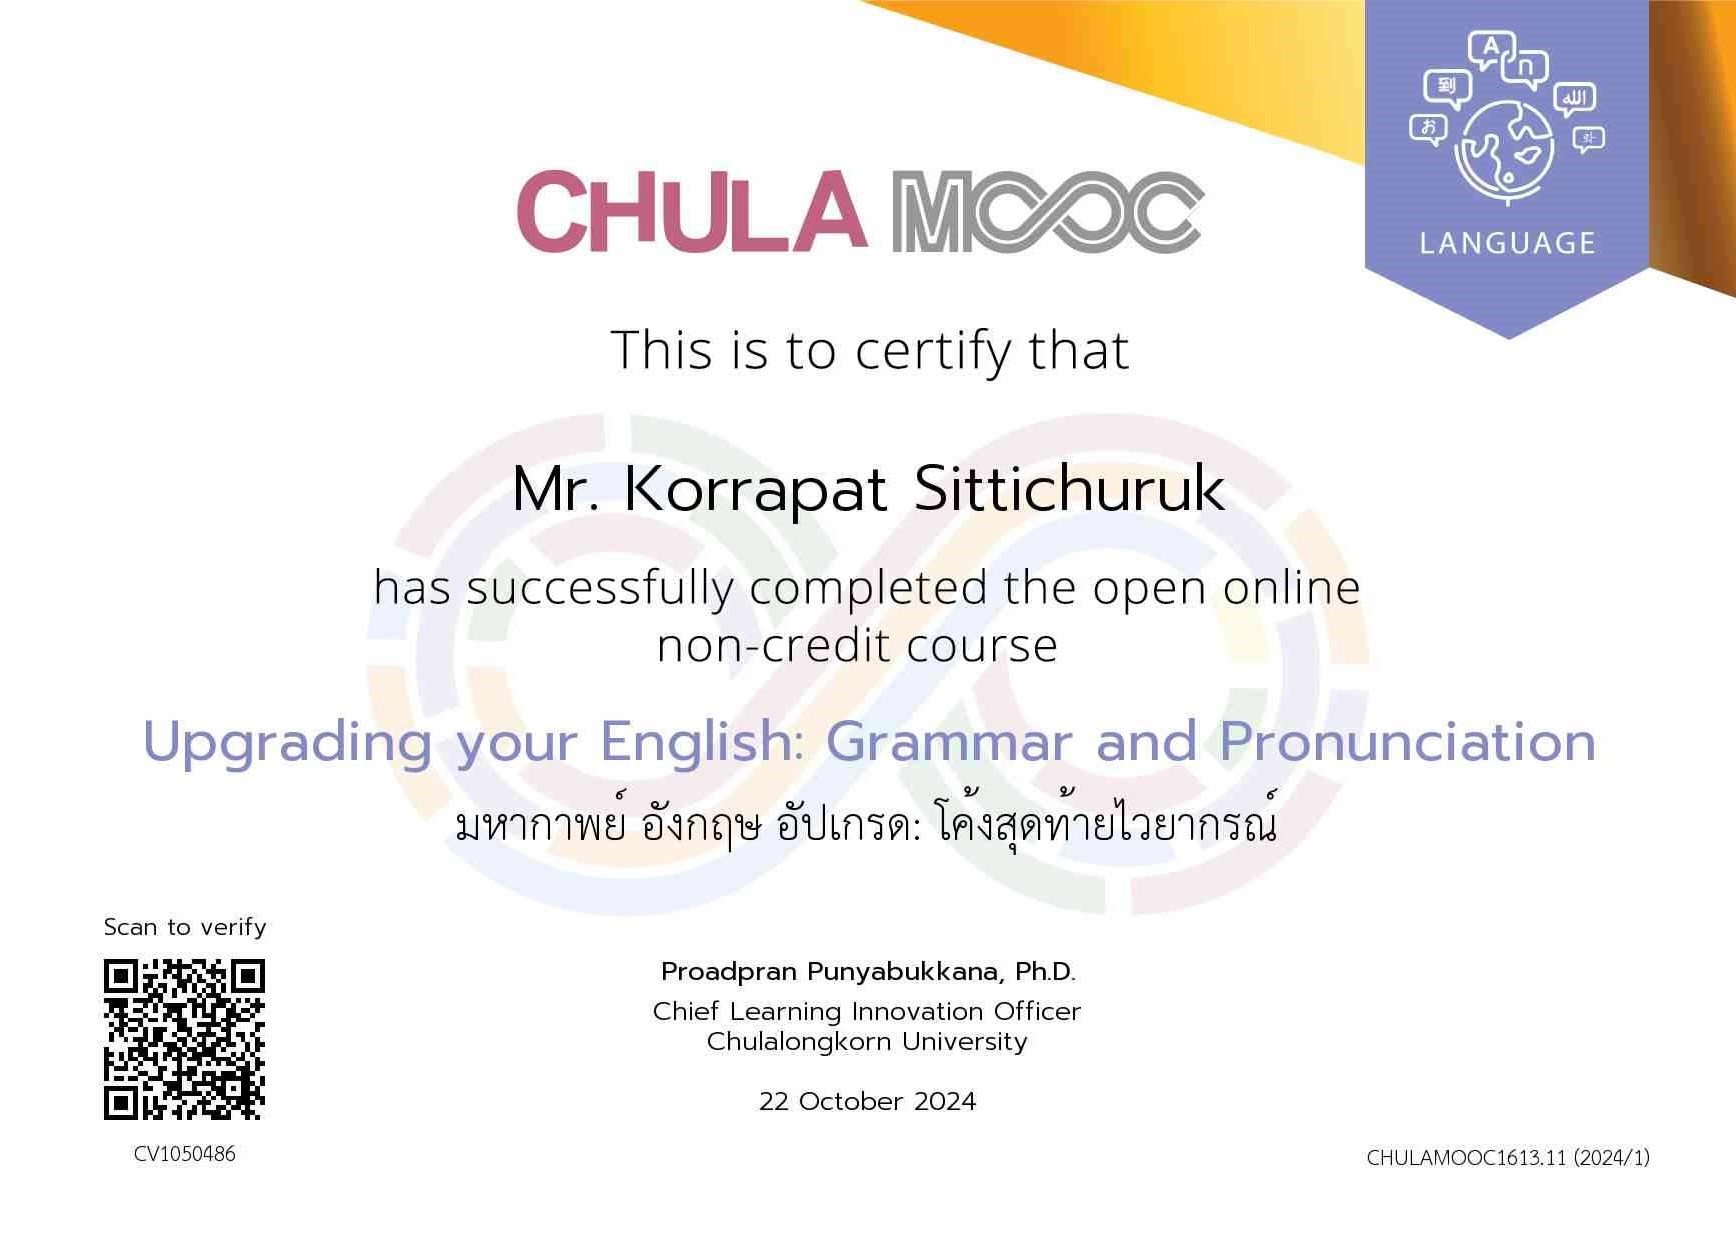 A
n
到
الله
お
와
LANGUAGE
CHULA MOOC
This is to certify that
Mr. Korrapat Sittichuruk
has successfully completed the open online
non-credit course
Upgrading your English: Grammar and Pronunciation
มหากาพย์ อังกฤษ อัปเกรด: โค้งสุดท้ายไวยากรณ์
Scan to verify
CV1050486
Proadpran Punyabukkana, Ph.D.
Chief Learning Innovation Officer
Chulalongkorn University
22 October 2024
CHULAMOOC1613.11 (2024/1)